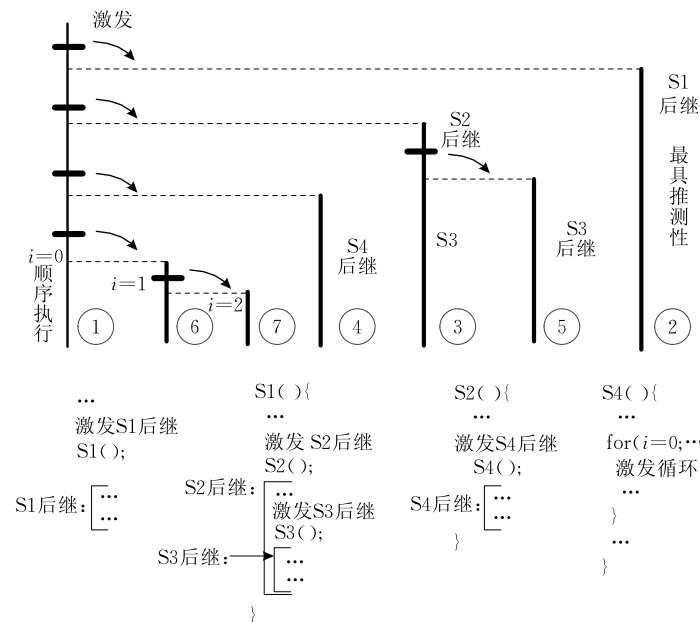 激发
S1
后继
最具推测性
S2
后继
S3
S3
后继
S4
后继
i=0
顺序执行
i=1
i=2
① ⑥ ⑦ ④ ③ ⑤ ②
…
激发S1后继
S1();
S1后继:
…
…
S1(){
…
激发 S2后继
S2();
S2后继:
…
激发S3后继
S3();
S3后继:
…
…
}
S2(){
…
激发S4后继
S4();
S4后继:
…
…
}
S4(){
…
for(i=0;…
激发循环
…
}
…
}